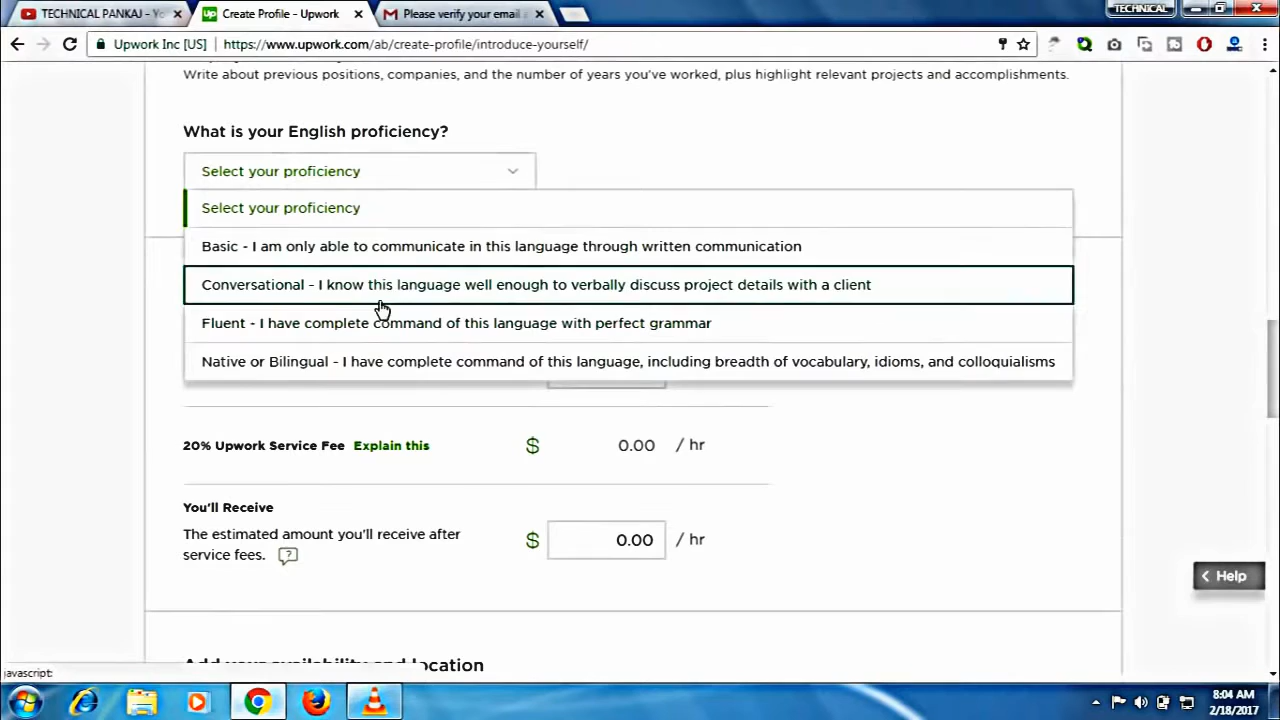 TECHNICAL PANKAJ - Yo
Create Profile - Upwork
Please verify your email a
TECHNICAL
Upwork Inc [US]
https://www.upwork.com/ab/create-profile/introduce-yourself/
Write about previous positions, companies, and the number of years you've worked, plus highlight relevant projects and accomplishments.
What is your English proficiency?
Select your proficiency
Select your proficiency
Basic - I am only able to communicate in this language through written communication
Conversational - I know this language well enough to verbally discuss project details with a client
Fluent - I have complete command of this language with perfect grammar
Native or Bilingual - I have complete command of this language, including breadth of vocabulary, idioms, and colloquialisms
20% Upwork Service Fee Explain this $ 0.00 / hr
You'll Receive
The estimated amount you'll receive after
service fees. ?
$ 0.00 / hr
Help
Add your availability and location
javascript:
8:04 AM
2/18/2017